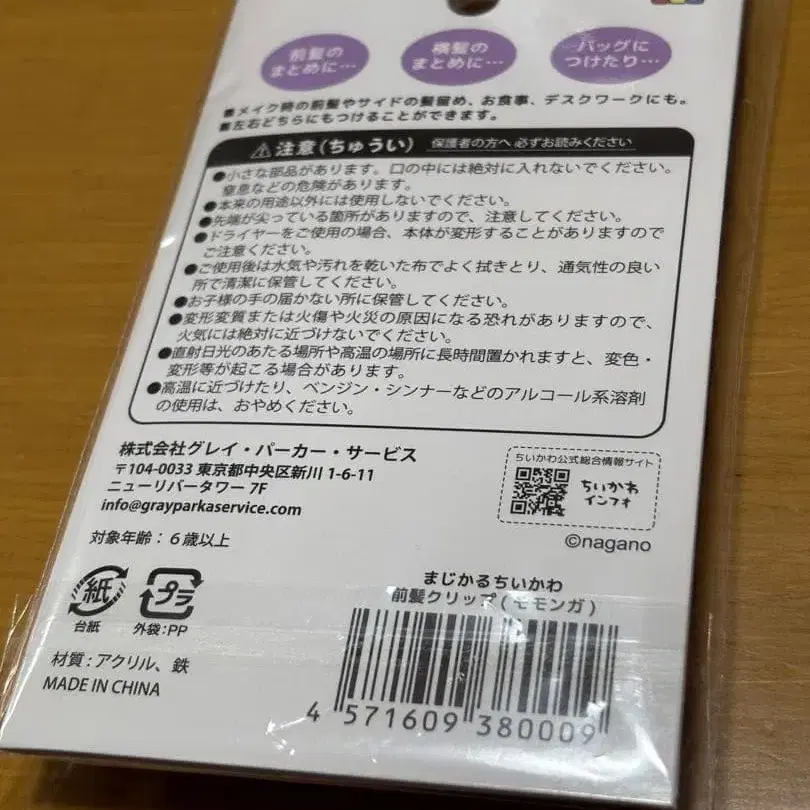 前髪の
まとめに…
横髪の
まとめに…
バッグに
つけたり…
■メイク時の前髪やサイドの髪留め、お食事、デスクワークにも。
■左右どちらにもつけることができます。
注意(ちゅうい) 保護者の方へ 必ずお読みください
●小さな部品があります。口の中には絶対に入れないでください。
窒息などの危険があります。
●本来の用途以外には使用しないでください。
●先端が尖っている箇所がありますので、注意してください。
●ドライヤーをご使用の場合、本体が変形することがありますので
ご注意ください。
●ご使用後は水気や汚れを乾いた布でよく拭きとり、通気性の良い
所で清潔に保管してください。
●お子様の手の届かない所に保管してください。
●変形変質または火傷や火災の原因になる恐れがありますので、
火気には絶対に近づけないでください。
●直射日光のあたる場所や高温の場所に長時間置かれますと、変色・
変形等が起こる場合があります。
●高温に近づけたり、ベンジン・シンナーなどのアルコール系溶剤
の使用は、おやめください。
株式会社グレイ・パーカー・サービス
〒104-0033 東京都中央区新川 1-6-11
ニューリバータワー 7F
info@grayparkaservice.com
対象年齢：6歳以上
ちいかわ公式総合情報サイト
ちいかわ
インフォ
©nagano
紙
台紙
プラ
外袋:PP
材質：アクリル、鉄
MADE IN CHINA
まじかるちいかわ
前髪クリップ(モモンガ)
4 571609 380009